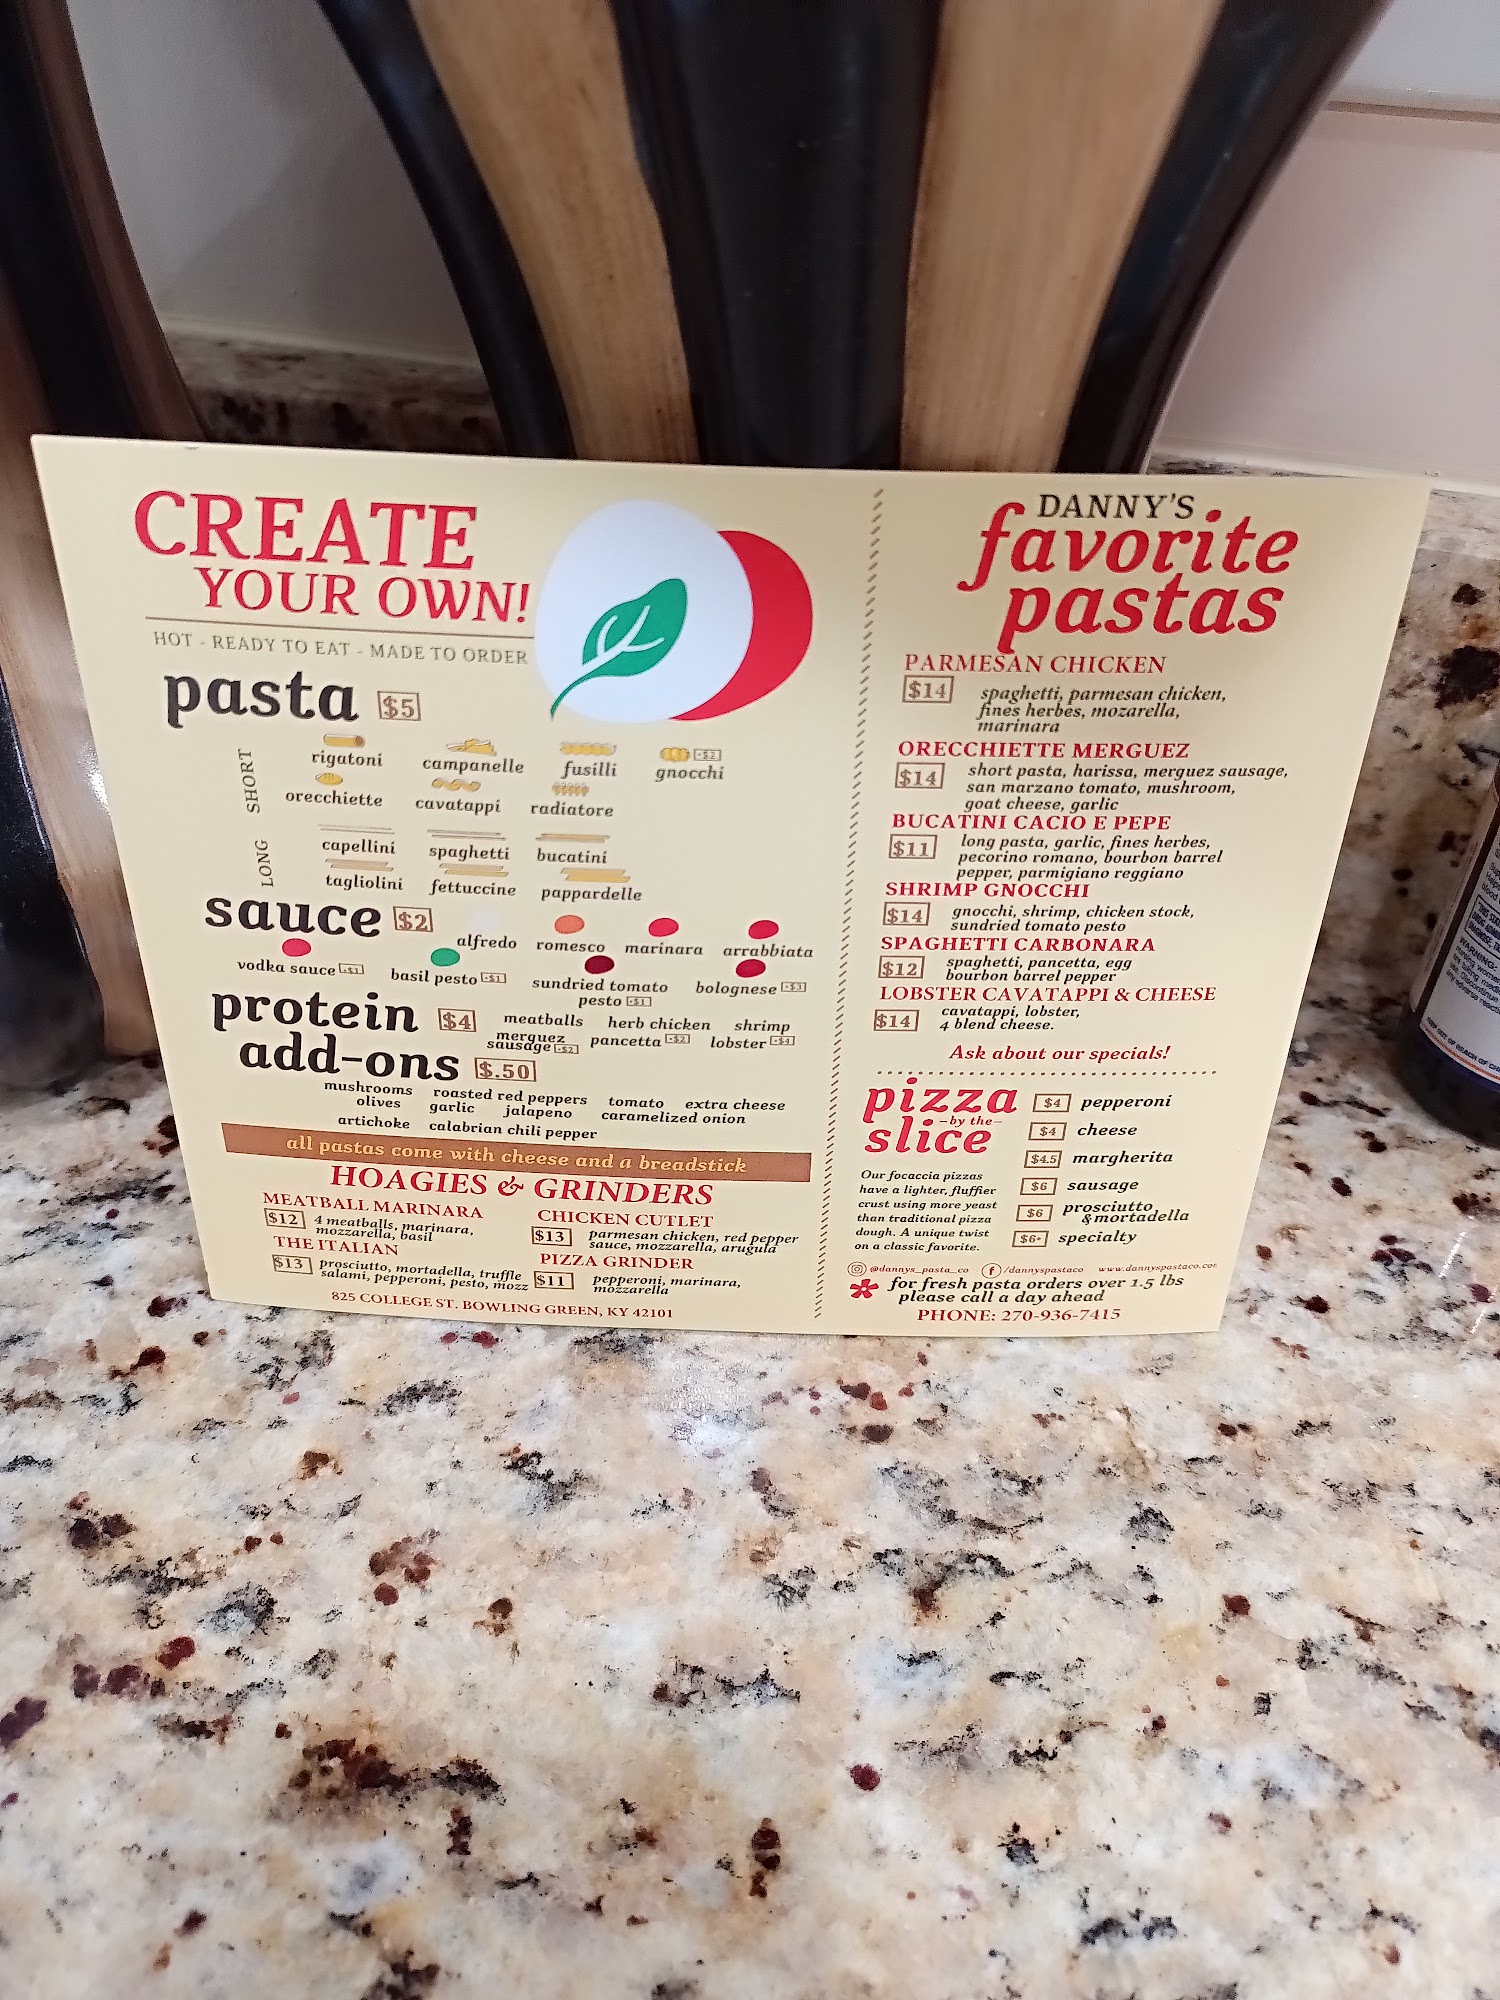 CREATE
YOUR OWN!
HOT - READY TO EAT - MADE TO ORDER
pasta $5
SHORT
rigatoni campanelle fusilli gnocchi +$2
orecchiette cavatappi radiatore
LONG
capellini spaghetti bucatini
tagliolini fettuccine pappardelle
sauce $2
alfredo romesco marinara arrabbiata
vodka sauce +$1 basil pesto +$1 sundried tomato
pesto +$1 bolognese +$3
protein $4
meatballs herb chicken shrimp
merguez
sausage +$2 pancetta +$2 lobster +$4
add-ons $.50
mushrooms roasted red peppers tomato extra cheese
olives garlic jalapeno caramelized onion
artichoke calabrian chili pepper
all pastas come with cheese and a breadstick
HOAGIES & GRINDERS
MEATBALL MARINARA
$12 4 meatballs, marinara,
mozzarella, basil
THE ITALIAN
$13 prosciutto, mortadella, truffle
salami, pepperoni, pesto, mozz
CHICKEN CUTLET
$13 parmesan chicken, red pepper
sauce, mozzarella, arugula
PIZZA GRINDER
$11 pepperoni, marinara,
mozzarella
825 COLLEGE ST. BOWLING GREEN, KY 42101
DANNY'S
favorite
pastas
PARMESAN CHICKEN
$14 spaghetti, parmesan chicken,
fines herbes, mozarella,
marinara
ORECCHIETTE MERGUEZ
$14 short pasta, harissa, merguez sausage,
san marzano tomato, mushroom,
goat cheese, garlic
BUCATINI CACIO E PEPE
$11 long pasta, garlic, fines herbes,
pecorino romano, bourbon barrel
pepper, parmigiano reggiano
SHRIMP GNOCCHI
$14 gnocchi, shrimp, chicken stock,
sundried tomato pesto
SPAGHETTI CARBONARA
$12 spaghetti, pancetta, egg
bourbon barrel pepper
LOBSTER CAVATAPPI & CHEESE
$14 cavatappi, lobster,
4 blend cheese.
Ask about our specials!
pizza
-by the-
slice
Our focaccia pizzas
have a lighter, fluffier
crust using more yeast
than traditional pizza
dough. A unique twist
on a classic favorite.
$4 pepperoni
$4 cheese
$4.5 margherita
$6 sausage
$6 prosciutto
&mortadella
$6+ specialty
@dannys_pasta_co /dannyspastaco www.dannyspastaco.com
* for fresh pasta orders over 1.5 lbs
please call a day ahead
PHONE: 270-936-7415